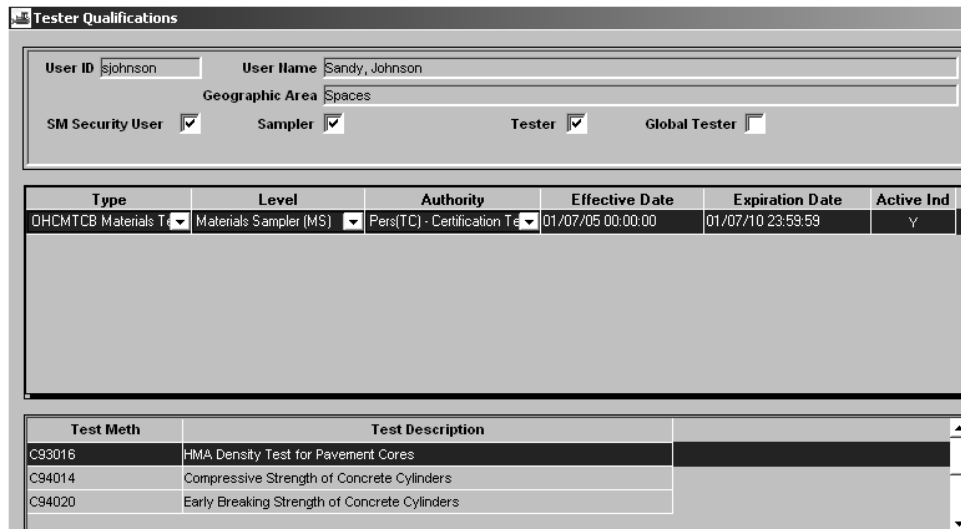 Tester Qualifications
User ID sjohnson User Name Sandy, Johnson
Geographic Area Spaces
SM Security User Sampler Tester Global Tester
Type Level Authority Effective Date Expiration Date Active Ind
OHCMTCB Materials Te Materials Sampler (MS) Pers(TC) - Certification Te 01/07/05 00:00:00 01/07/10 23:59:59 Y
Test Meth Test Description
C93016 HMA Density Test for Pavement Cores
C94014 Compressive Strength of Concrete Cylinders
C94020 Early Breaking Strength of Concrete Cylinders